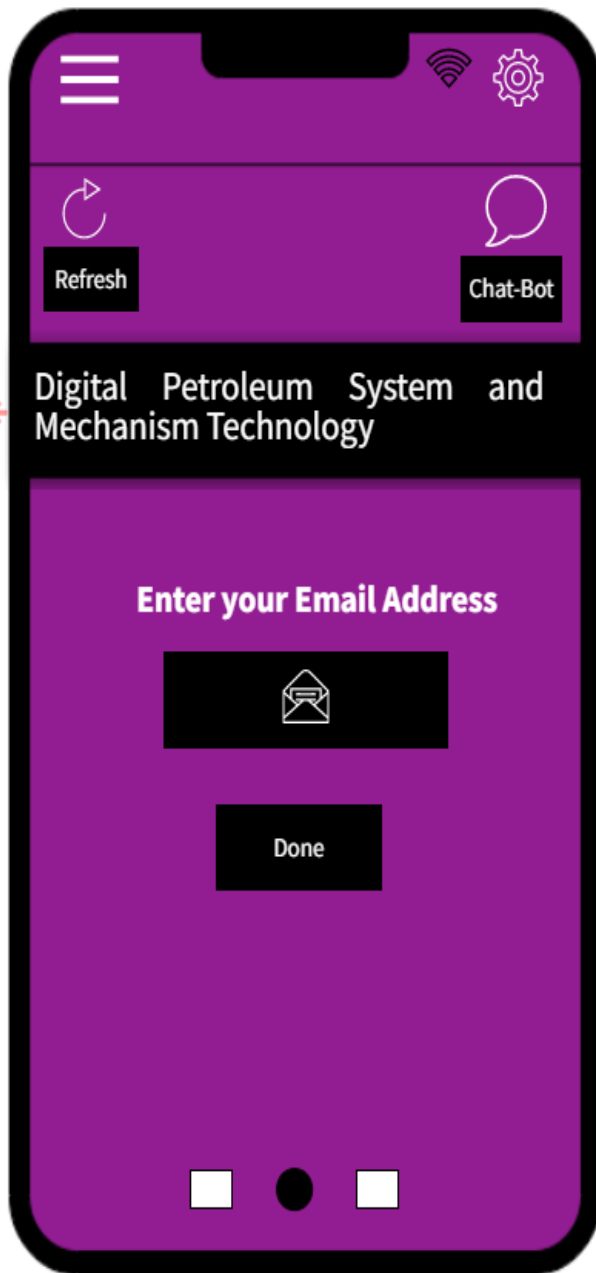 Refresh
Chat-Bot
Digital Petroleum System and
Mechanism Technology
Enter your Email Address
Done